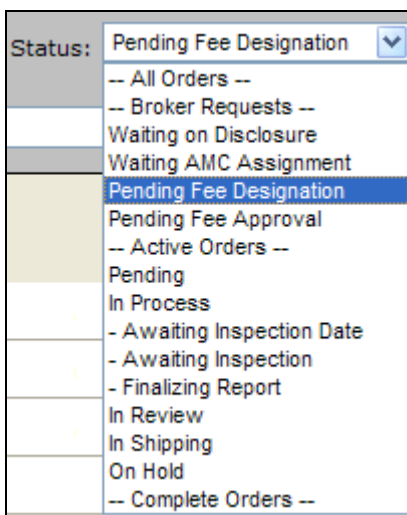 Status: Pending Fee Designation
-- All Orders --
-- Broker Requests --
Waiting on Disclosure
Waiting AMC Assignment
Pending Fee Designation
Pending Fee Approval
-- Active Orders --
Pending
In Process
- Awaiting Inspection Date
- Awaiting Inspection
- Finalizing Report
In Review
In Shipping
On Hold
-- Complete Orders --